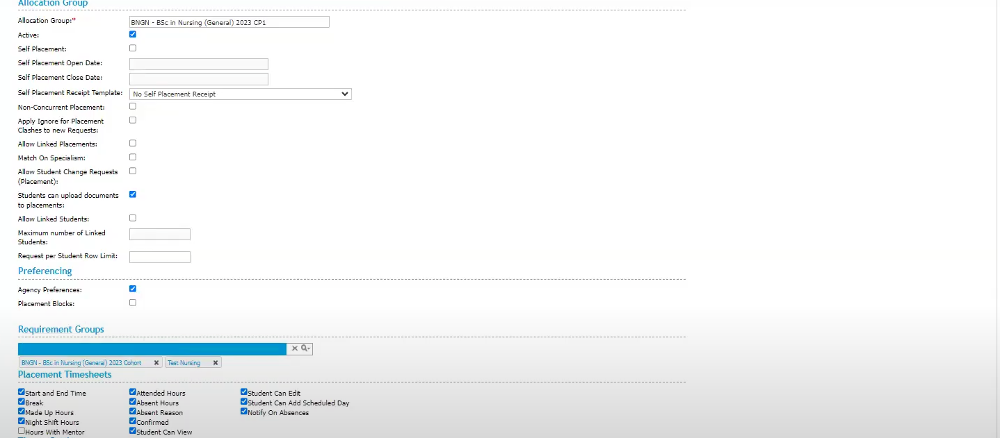 Allocation Group
Allocation Group:*
BNGN - BSc in Nursing (General) 2023 CP1
Active:
Self Placement:
Self Placement Open Date:
Self Placement Close Date:
Self Placement Receipt Template:
No Self Placement Receipt
Non-Concurrent Placement:
Apply Ignore for Placement
Clashes to new Requests:
Allow Linked Placements:
Match On Specialism:
Allow Student Change Requests
(Placement):
Students can upload documents
to placements:
Allow Linked Students:
Maximum number of Linked
Students:
Request per Student Row Limit:
Preferencing
Agency Preferences:
Placement Blocks:
Requirement Groups
BNGN - BSc in Nursing (General) 2023 Cohort
Test Nursing
Placement Timesheets
Start and End Time
Attended Hours
Student Can Edit
Break
Absent Hours
Student Can Add Scheduled Day
Made Up Hours
Absent Reason
Notify On Absences
Night Shift Hours
Confirmed
Hours With Mentor
Student Can View